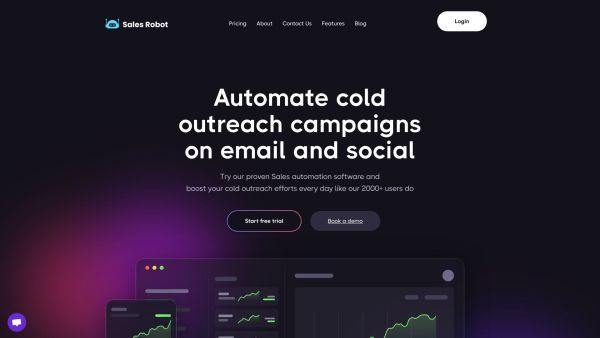 Sales Robot
Pricing About Contact Us Features Blog
Login
Automate cold
outreach campaigns
on email and social
Try our proven Sales automation software and
boost your cold outreach efforts every day like our 2000+ users do
Start free trial
Book a demo